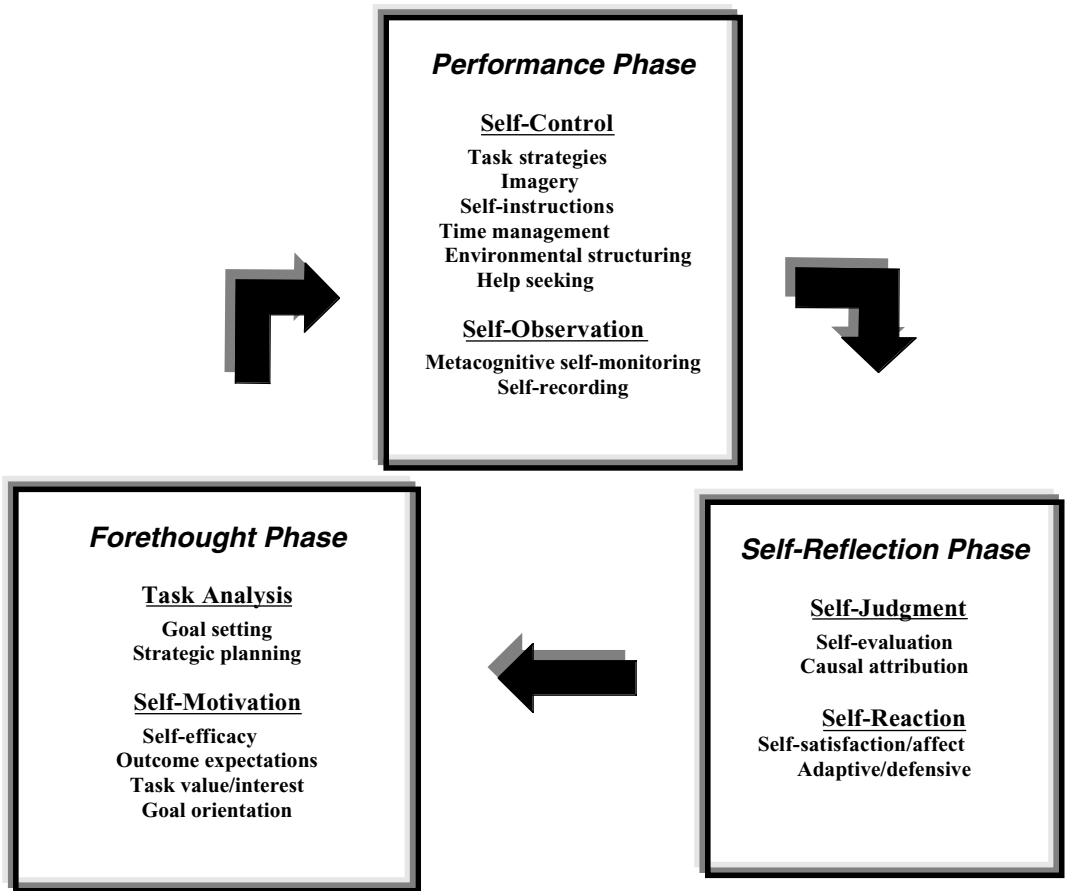 Performance Phase
Self-Control
Task strategies
Imagery
Self-instructions
Time management
Environmental structuring
Help seeking
Self-Observation
Metacognitive self-monitoring
Self-recording
Forethought Phase
Task Analysis
Goal setting
Strategic planning
Self-Motivation
Self-efficacy
Outcome expectations
Task value/interest
Goal orientation
Self-Reflection Phase
Self-Judgment
Self-evaluation
Causal attribution
Self-Reaction
Self-satisfaction/affect
Adaptive/defensive